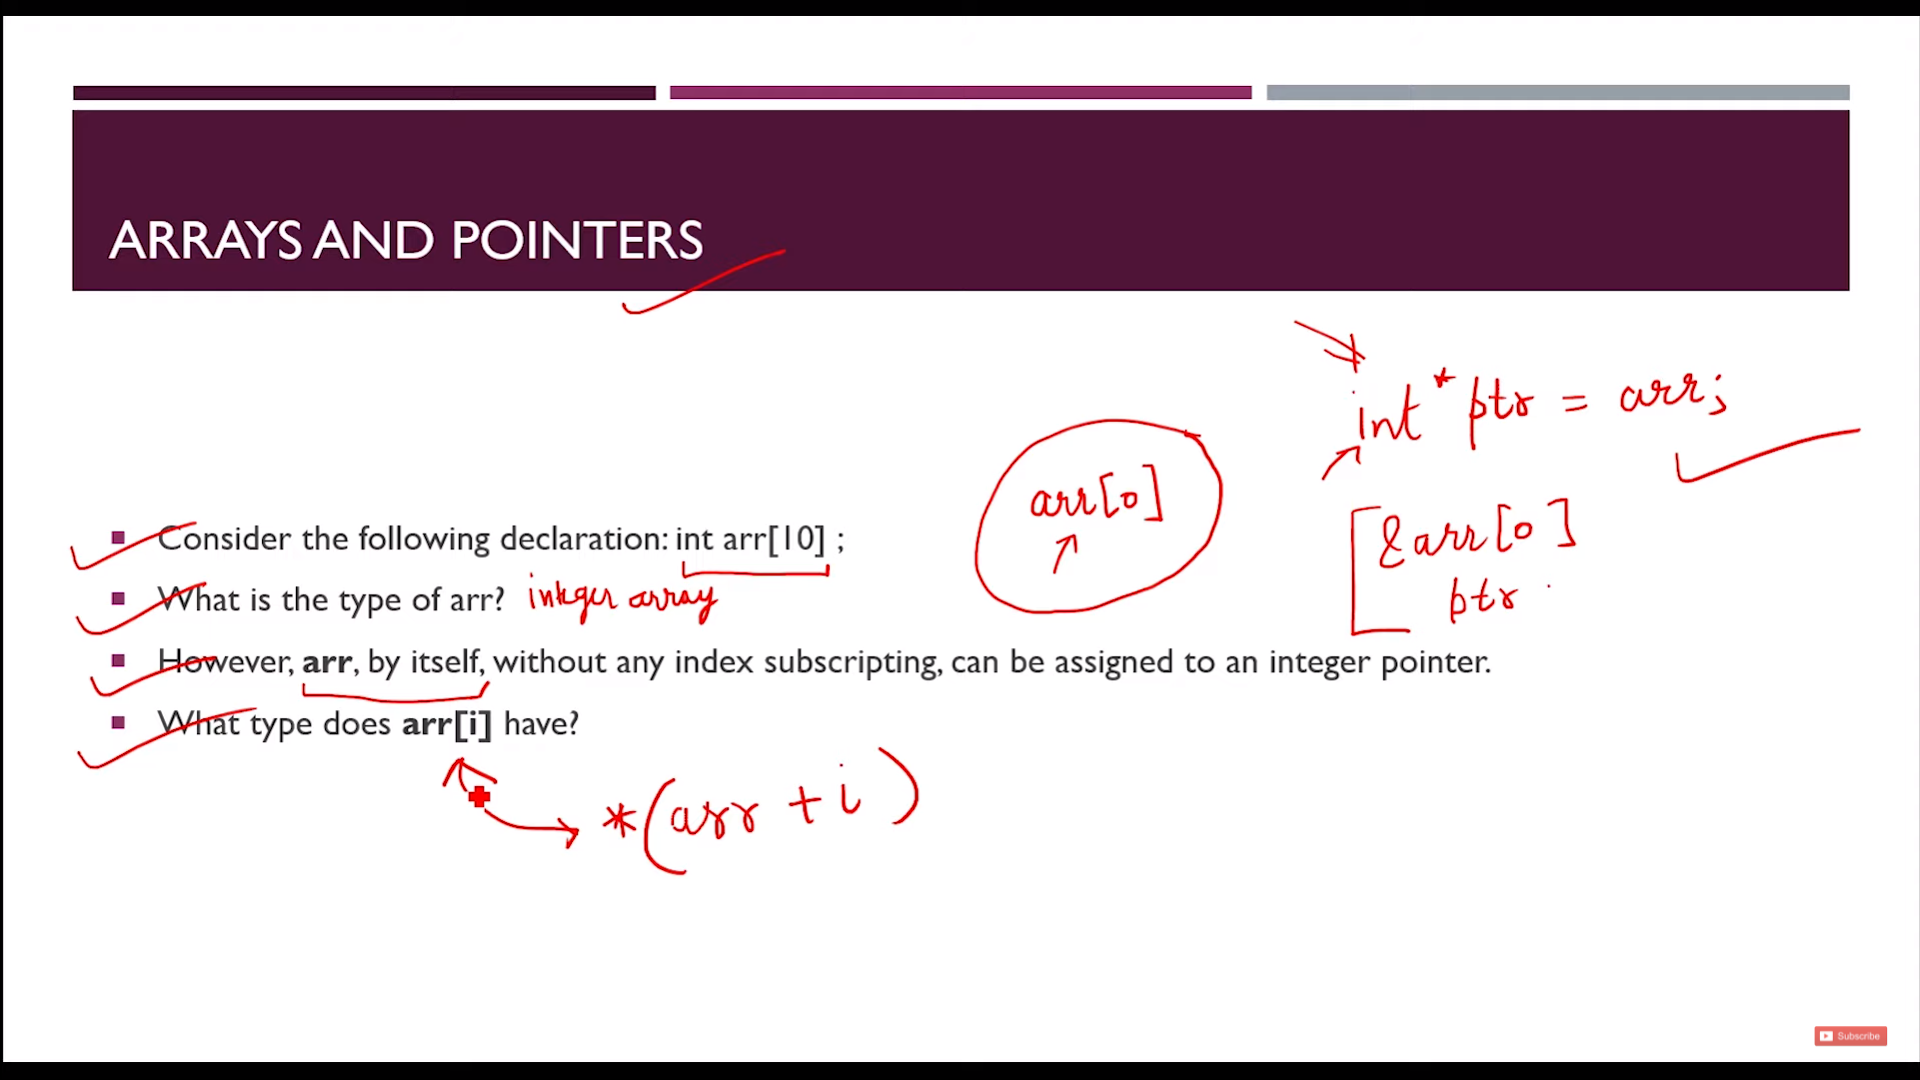 ARRAYS AND POINTERS
int * ptr = arr;
arr[0]
&arr[0]
ptr
Consider the following declaration: int arr[10] ;
What is the type of arr? integer array
However, arr, by itself, without any index subscripting, can be assigned to an integer pointer.
What type does arr[i] have?
*(arr + i)
Subscribe